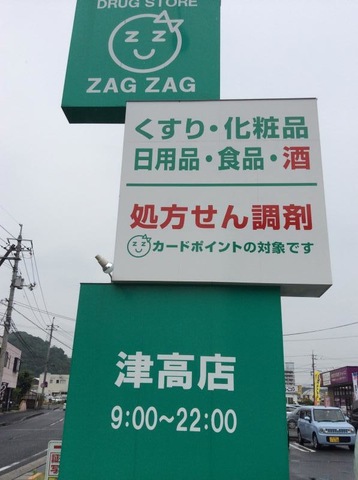 DRUG STORE
ZAG ZAG
くすり・化粧品
日用品・食品・酒
処方せん調剤
カードポイントの対象です
津高店
9:00～22:00